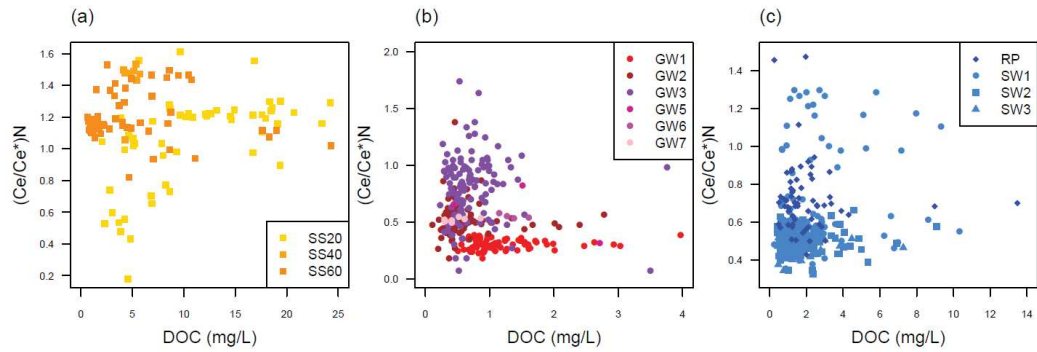 (a)
(Ce/Ce*)N
1.6
1.4
1.2
1.0
0.8
0.6
0.4
0.2
0 5 10 15 20 25
DOC (mg/L)
SS20
SS40
SS60
(b)
(Ce/Ce*)N
2.0
1.5
1.0
0.5
0.0
0 1 2 3 4
DOC (mg/L)
GW1
GW2
GW3
GW5
GW6
GW7
(c)
(Ce/Ce*)N
1.4
1.2
1.0
0.8
0.6
0.4
0 2 4 6 8 10 12 14
DOC (mg/L)
RP
SW1
SW2
SW3